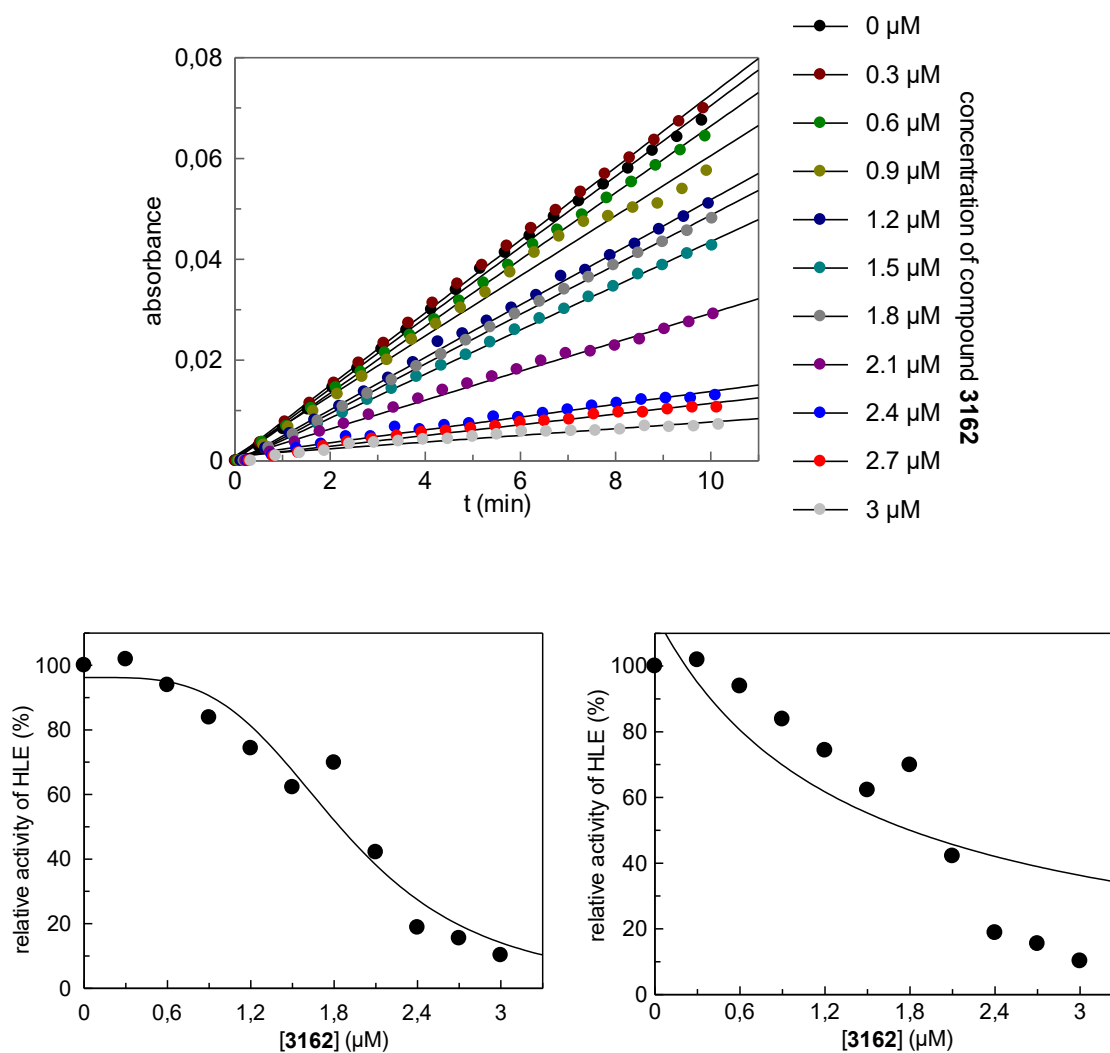 0 µM
0.3 µM
0.6 µM
0.9 µM
1.2 µM
1.5 µM
1.8 µM
2.1 µM
2.4 µM
2.7 µM
3 µM
concentration of compound 3162
0,08
0,06
0,04
0,02
0
absorbance
0 2 4 6 8 10
t (min)
100
80
60
40
20
0
relative activity of HLE (%)
0 0,6 1,2 1,8 2,4 3
[3162] (µM)
100
80
60
40
20
0
relative activity of HLE (%)
0 0,6 1,2 1,8 2,4 3
[3162] (µM)